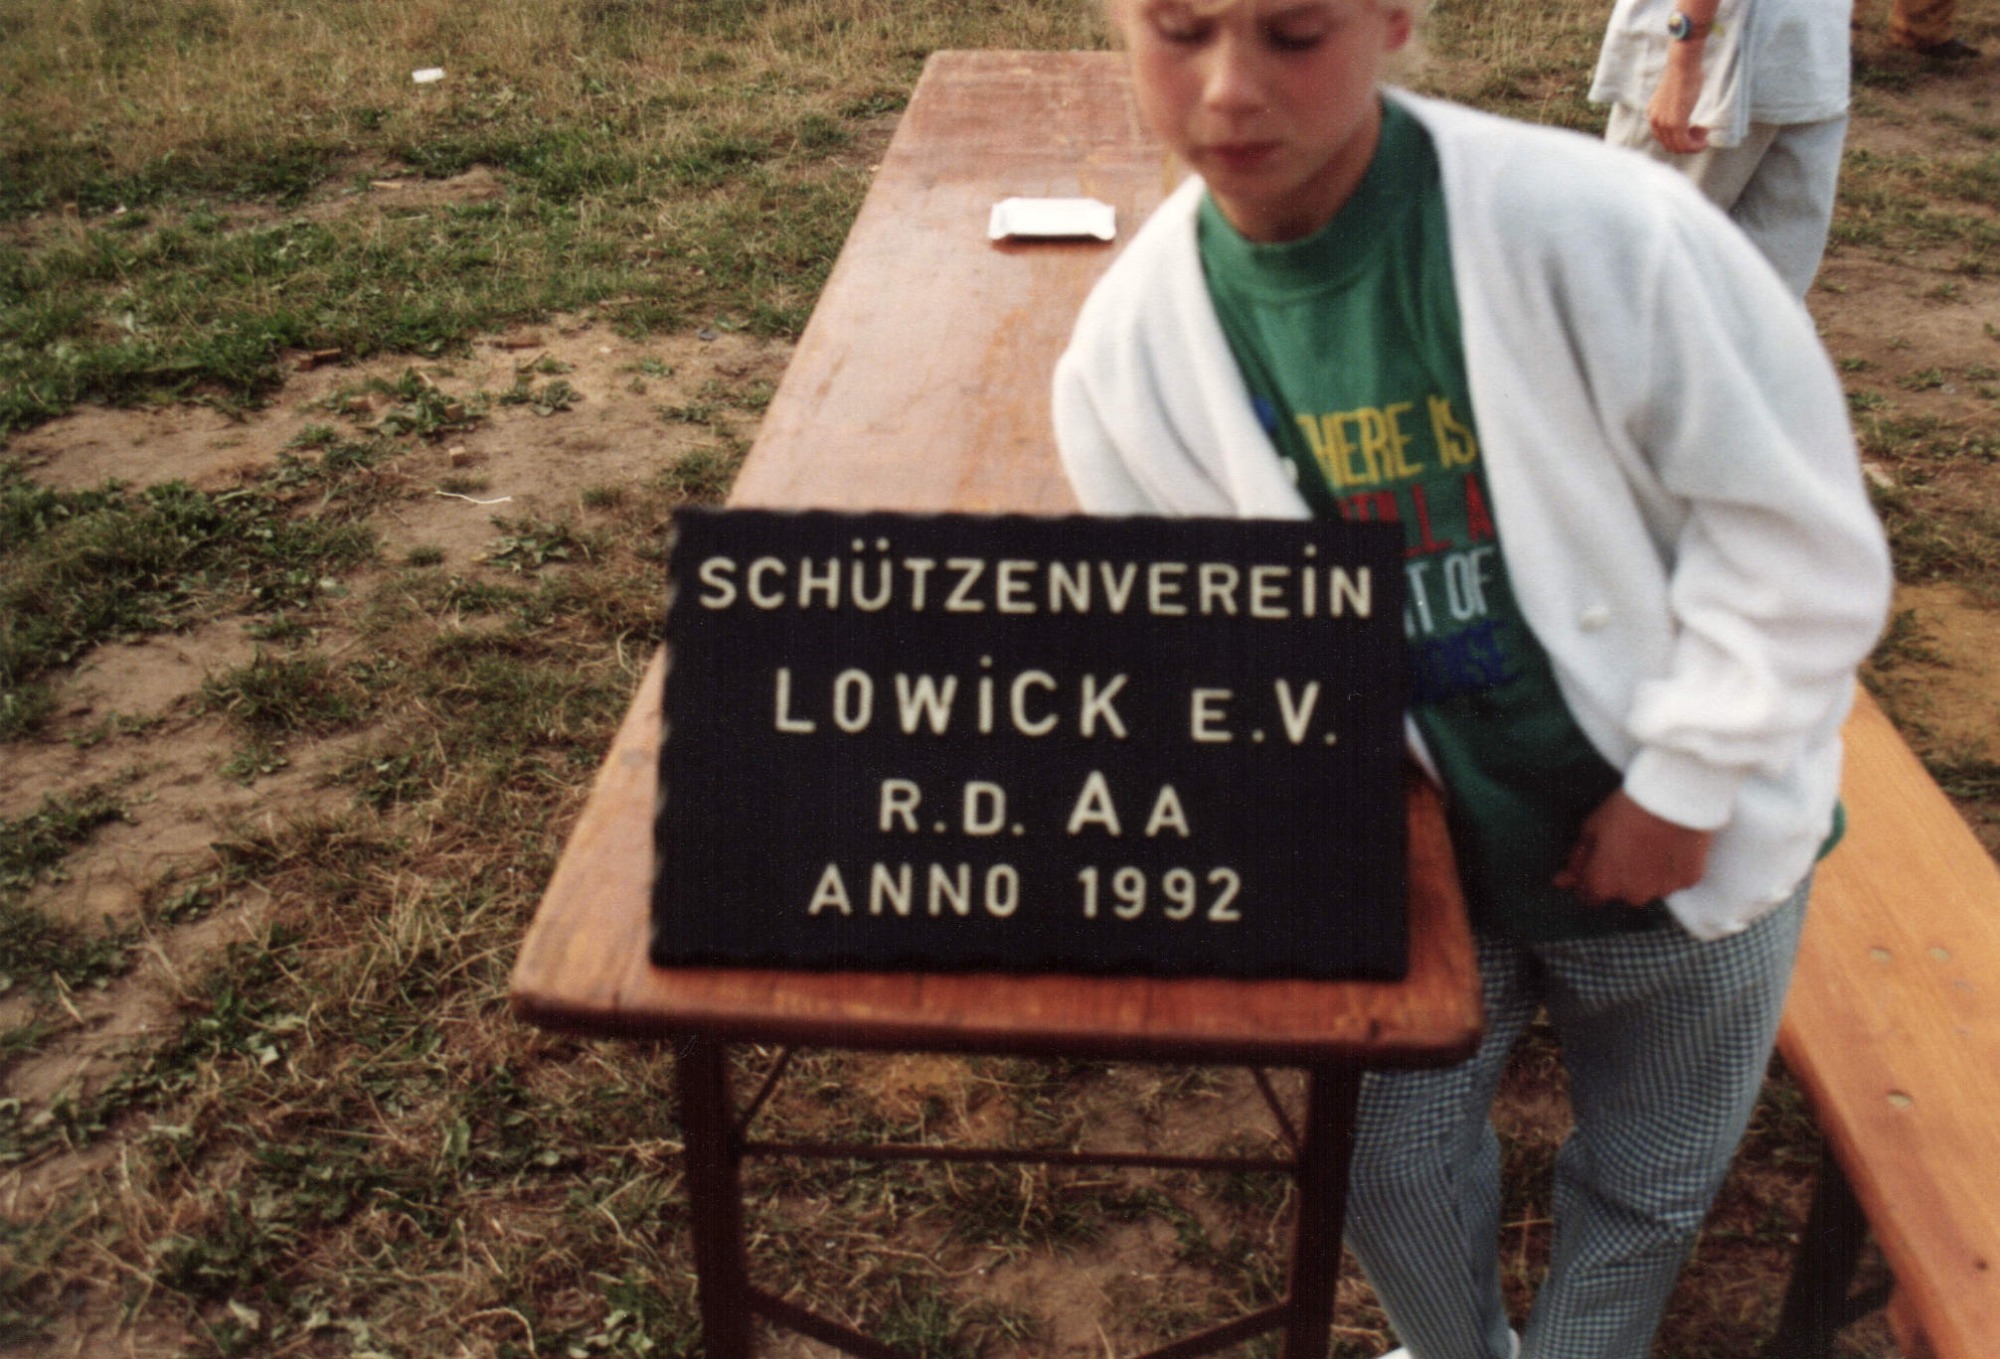 HERE IS
A
OF
SCHÜTZENVEREiN
LOWiCK E.V.
R.D. AA
ANNO 1992